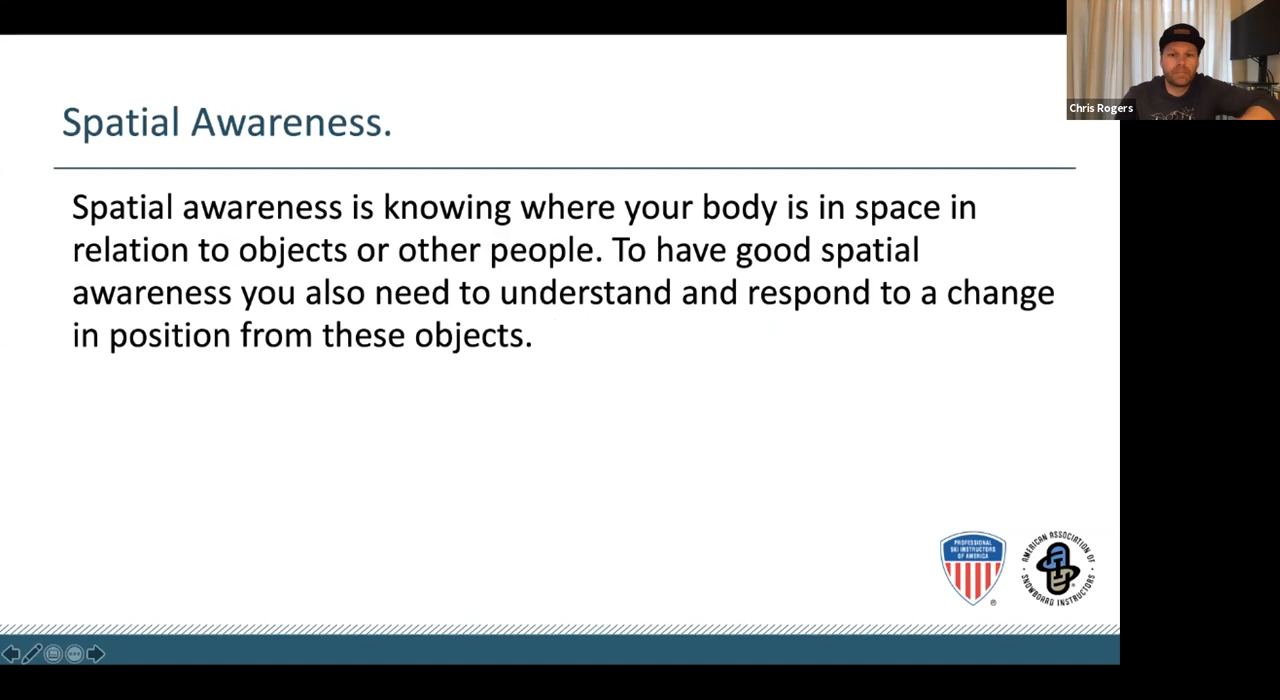 Chris Rogers
Spatial Awareness.
Spatial awareness is knowing where your body is in space in
relation to objects or other people. To have good spatial
awareness you also need to understand and respond to a change
in position from these objects.
PROFESSIONAL
SKI INSTRUCTORS
OF AMERICA
®
AMERICAN ASSOCIATION OF
SNOWBOARD INSTRUCTORS